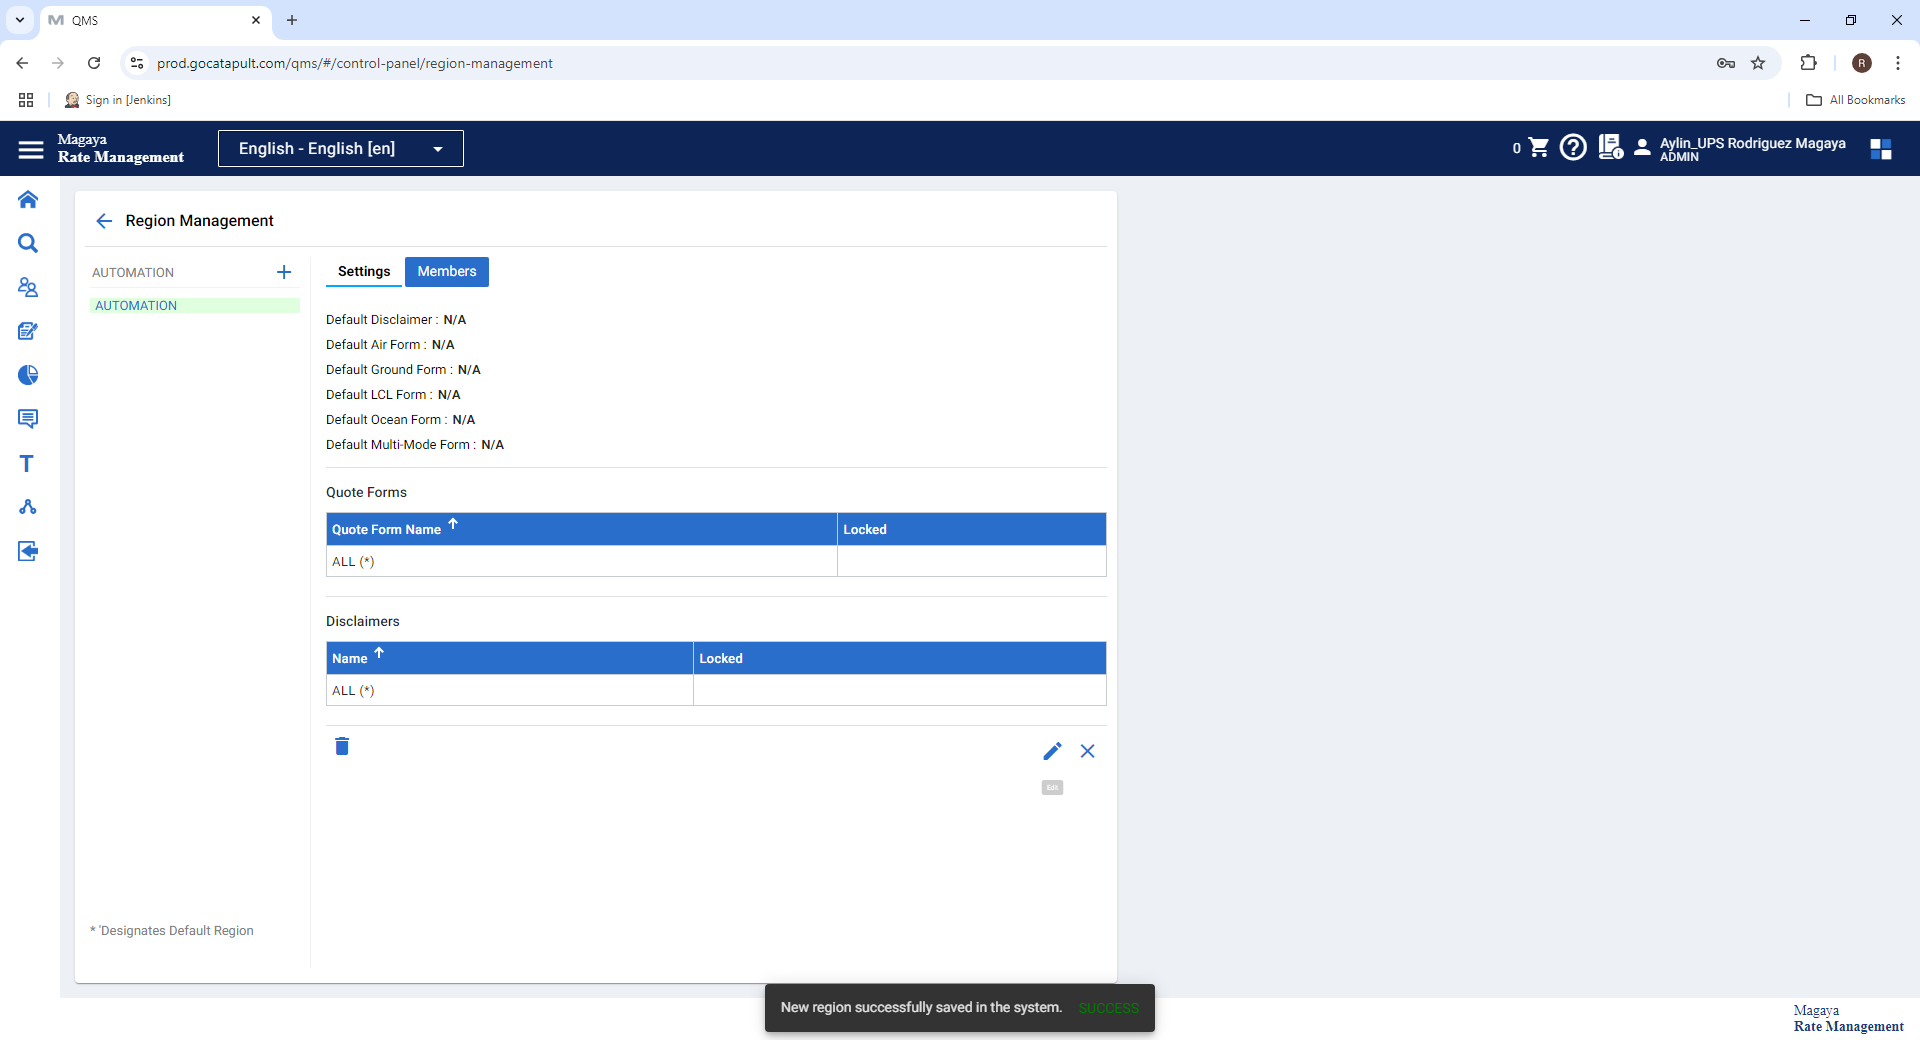 QMS
prod.gocatapult.com/qms/#/control-panel/region-management
R
Sign in [Jenkins]
All Bookmarks
Magaya
Rate Management
English - English [en]
0
Aylin_UPS Rodriguez Magaya
ADMIN
Region Management
AUTOMATION
Settings
Members
AUTOMATION
Default Disclaimer : N/A
Default Air Form : N/A
Default Ground Form : N/A
Default LCL Form : N/A
Default Ocean Form : N/A
Default Multi-Mode Form : N/A
Quote Forms
Quote Form Name
Locked
ALL (*)
Disclaimers
Name
Locked
ALL (*)
Edit
* 'Designates Default Region
New region successfully saved in the system. SUCCESS
Magaya
Rate Management